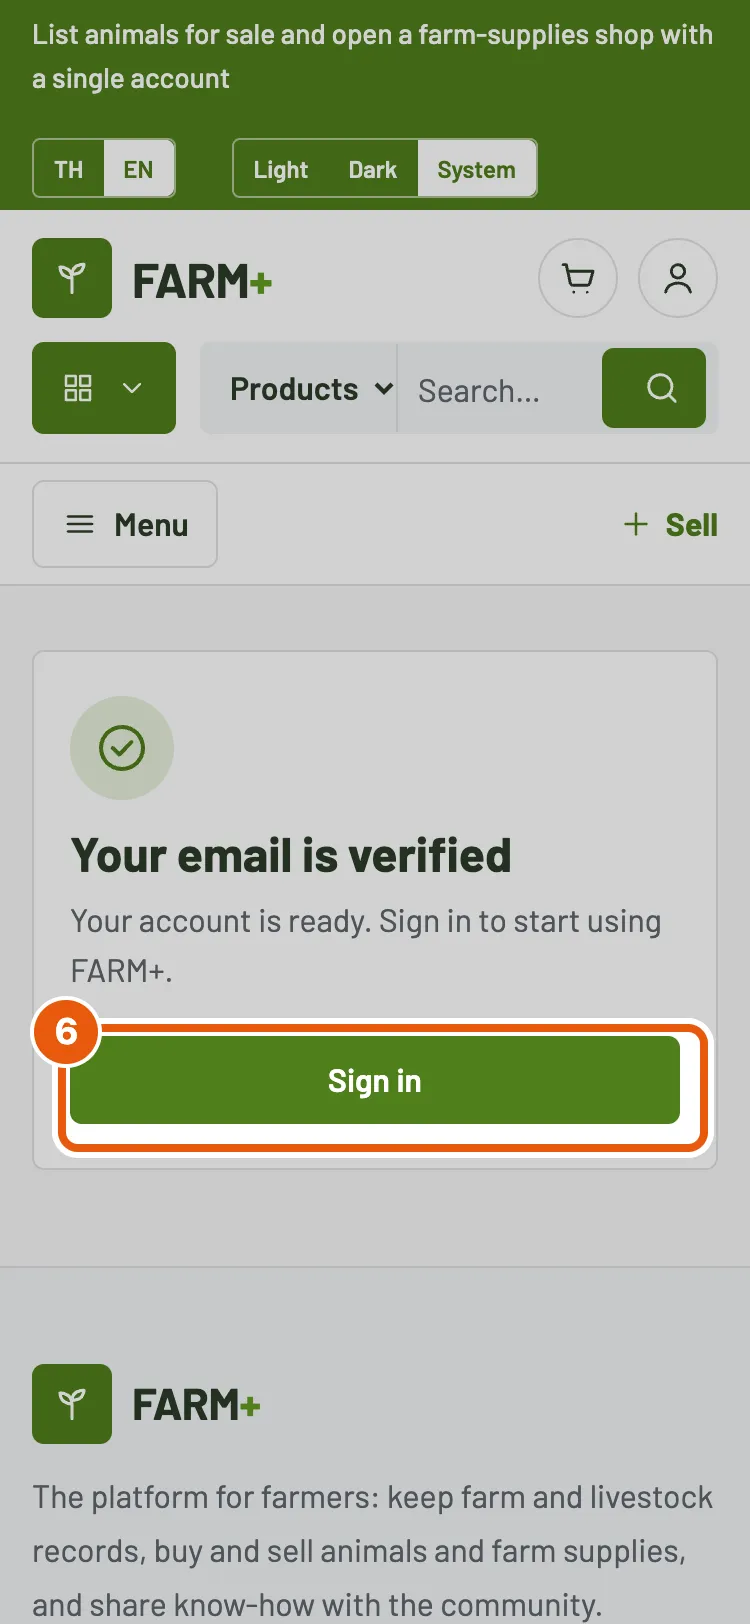 List animals for sale and open a farm-supplies shop with
a single account
TH EN Light Dark System
FARM+
Products Search...
Menu + Sell
Your email is verified
Your account is ready. Sign in to start using
FARM+.
6
Sign in
FARM+
The platform for farmers: keep farm and livestock
records, buy and sell animals and farm supplies,
and share know-how with the community.